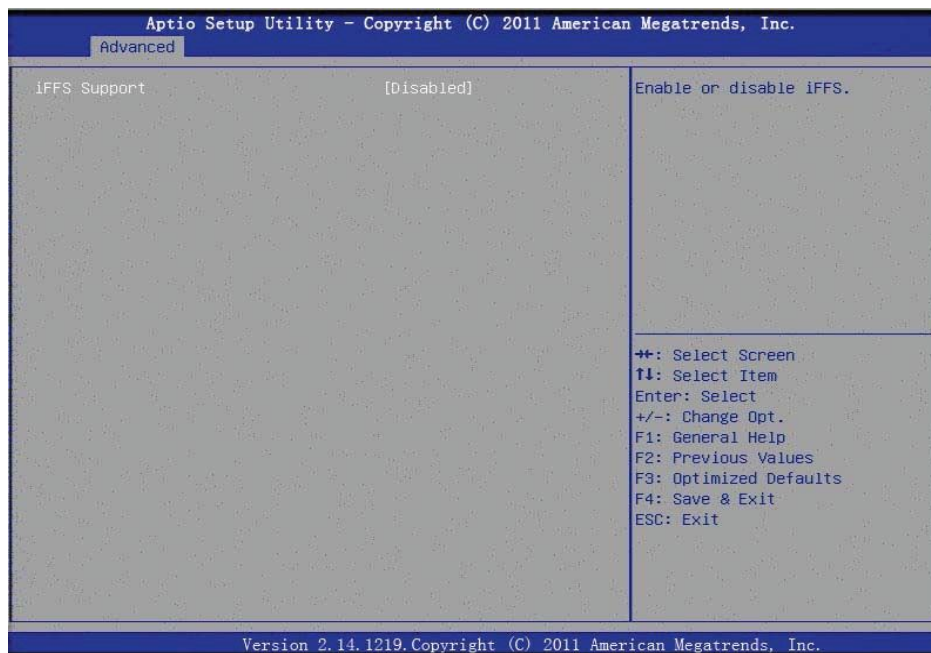 Aptio Setup Utility - Copyright (C) 2011 American Megatrends, Inc.
Advanced
iFFS Support [Disabled]
Enable or disable iFFS.
→←: Select Screen
↑↓: Select Item
Enter: Select
+/-: Change Opt.
F1: General Help
F2: Previous Values
F3: Optimized Defaults
F4: Save & Exit
ESC: Exit
Version 2.14.1219. Copyright (C) 2011 American Megatrends, Inc.